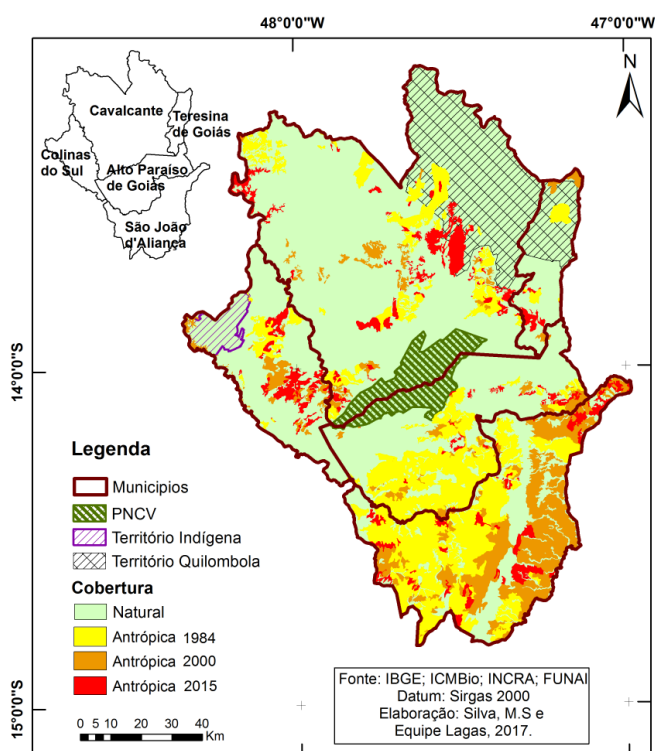 48°0'0"W
47°0'0"W
N
Cavalcante
Teresina
de Goiás
Colinas
do Sul
Alto Paraíso
de Goiás
São João
d'Aliança
14°0'0"S
Legenda
Municipios
PNCV
Território Indígena
Território Quilombola
Cobertura
Natural
Antrópica 1984
Antrópica 2000
Antrópica 2015
0 5 10 20 30 40
Km
Fonte: IBGE; ICMBio; INCRA; FUNAI
Datum: Sirgas 2000
Elaboração: Silva, M.S e
Equipe Lagas, 2017.
15°0'0"S